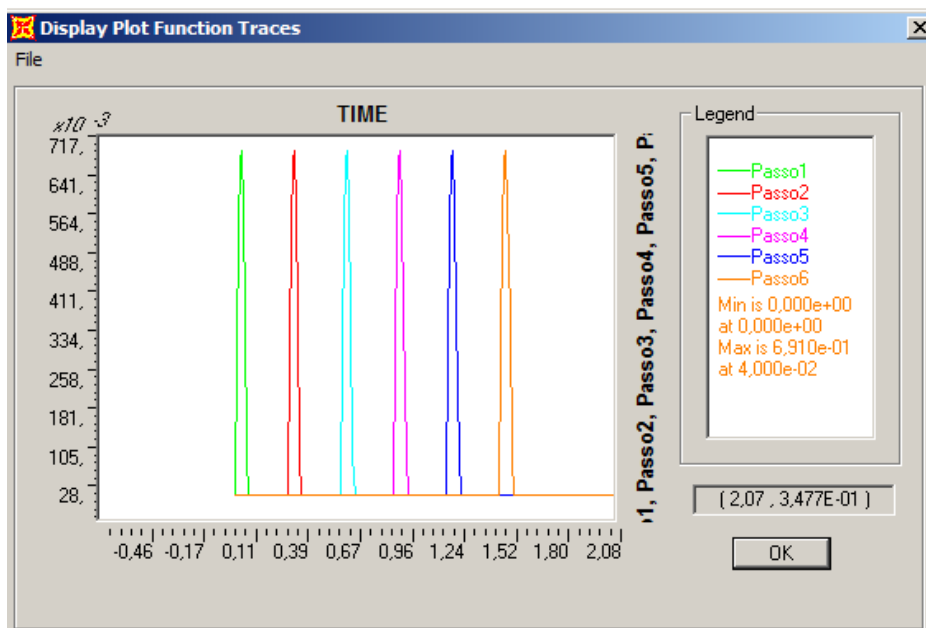 Display Plot Function Traces
File
TIME
x10 -3
717,
641,
564,
488,
411,
334,
258,
181,
105,
28,
-0,46 -0,17 0,11 0,39 0,67 0,96 1,24 1,52 1,80 2,08
o1, Passo2, Passo3, Passo4, Passo5, Pa
Legend
Passo1
Passo2
Passo3
Passo4
Passo5
Passo6
Min is 0,000e+00
at 0,000e+00
Max is 6,910e-01
at 4,000e-02
( 2,07 , 3,477E-01 )
OK